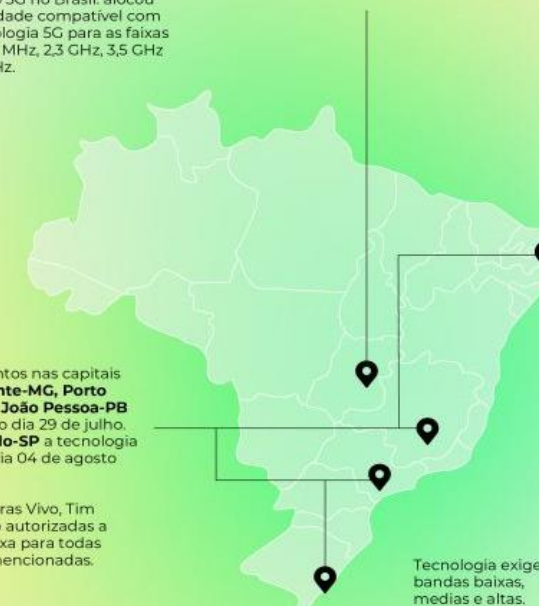 5G no Brasil: alocou
dade compatível com
ologia 5G para as faixas
MHz, 2,3 GHz, 3,5 GHz
Hz.
ntos nas capitais
nte-MG, Porto
João Pessoa-PB
o dia 29 de julho.
lo-SP a tecnologia
ia 04 de agosto
ras Vivo, Tim
e autorizadas a
xa para todas
mencionadas.
Tecnologia exige
bandas baixas,
medias e altas.